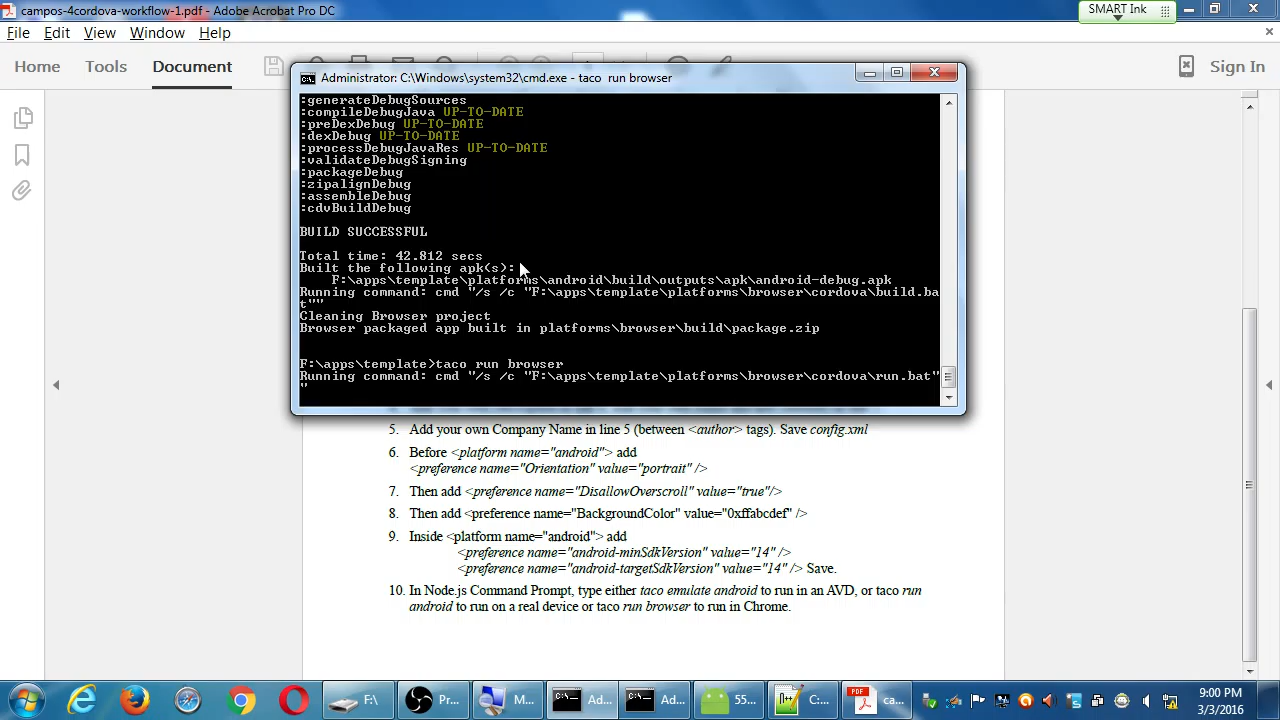 campos-4cordova-workflow-1.pdf - Adobe Acrobat Pro DC
SMART Ink
File Edit View Window Help
Home Tools Document
Sign In
Administrator: C:\Windows\system32\cmd.exe - taco run browser
:generateDebugSources
:compileDebugJava UP-TO-DATE
:preDexDebug UP-TO-DATE
:dexDebug UP-TO-DATE
:processDebugJavaRes UP-TO-DATE
:validateDebugSigning
:packageDebug
:zipalignDebug
:assembleDebug
:cdvBuildDebug
BUILD SUCCESSFUL
Total time: 42.812 secs
Built the following apk(s):
F:\apps\template\platforms\android\build\outputs\apk\android-debug.apk
Running command: cmd "/s /c "F:\apps\template\platforms\browser\cordova\build.ba
t""
Cleaning Browser project
Browser packaged app built in platforms\browser\build\package.zip
F:\apps\template>taco run browser
Running command: cmd "/s /c "F:\apps\template\platforms\browser\cordova\run.bat"
"
5. Add your own Company Name in line 5 (between <author> tags). Save config.xml
6. Before <platform name="android"> add
<preference name="Orientation" value="portrait" />
7. Then add <preference name="DisallowOverscroll" value="true"/>
8. Then add <preference name="BackgroundColor" value="0xffabcdef" />
9. Inside <platform name="android"> add
<preference name="android-minSdkVersion" value="14" />
<preference name="android-targetSdkVersion" value="14" /> Save.
10. In Node.js Command Prompt, type either taco emulate android to run in an AVD, or taco run
android to run on a real device or taco run browser to run in Chrome.
F:\ Pr... M... Ad... Ad... 55... C:... ca...
9:00 PM
3/3/2016